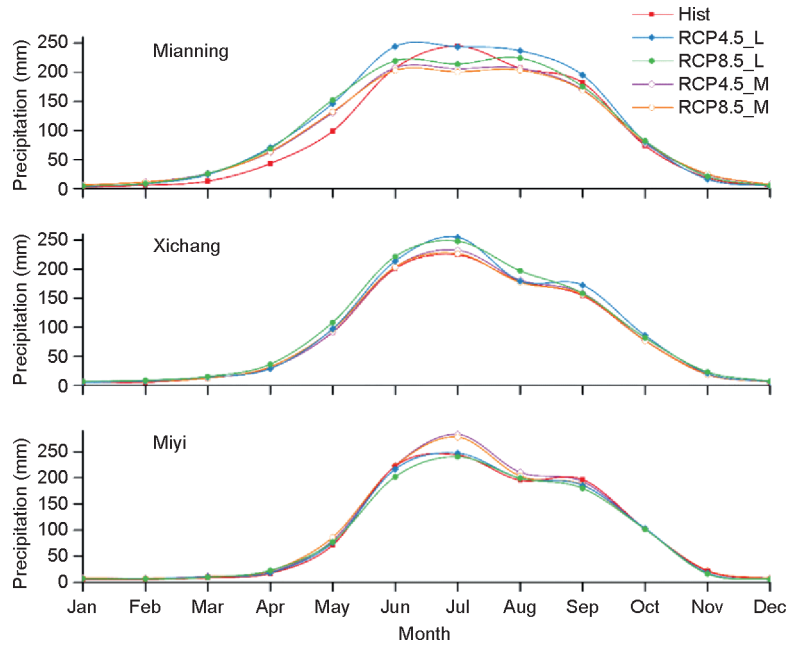 Hist
RCP4.5_L
RCP8.5_L
RCP4.5_M
RCP8.5_M
Mianning
Precipitation (mm)
250
200
150
100
50
0
Xichang
Precipitation (mm)
250
200
150
100
50
0
Miyi
Precipitation (mm)
250
200
150
100
50
0
Jan Feb Mar Apr May Jun Jul Aug Sep Oct Nov Dec
Month